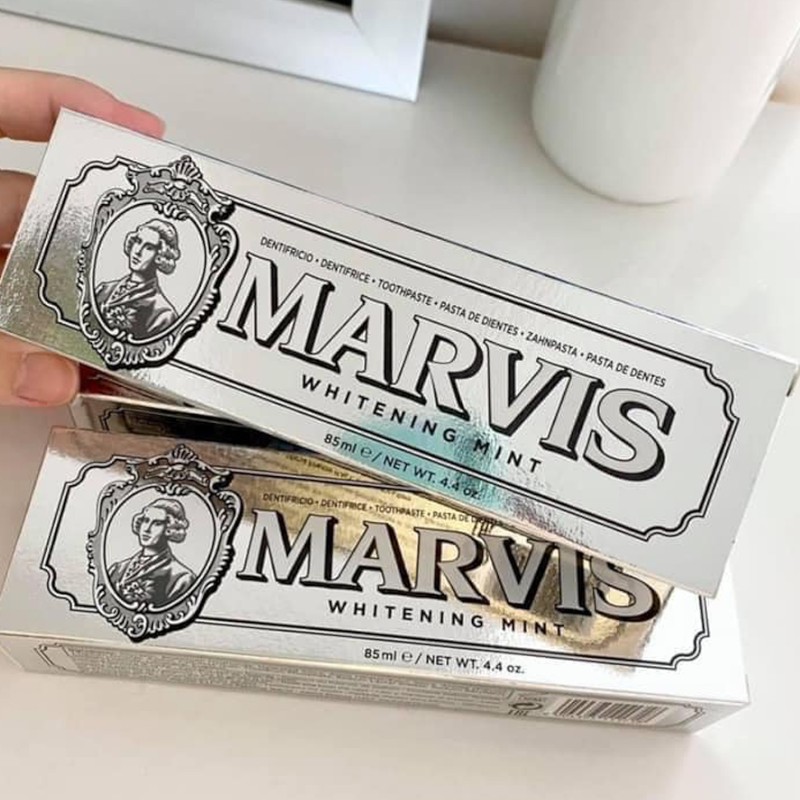 DENTIFRICIO • DENTIFRICE • TOOTHPASTE • PASTA DE DIENTES • ZAHNPASTA • PASTA DE DENTES
MARVIS
WHITENING MINT
85ml e / NET WT. 4.4 oz.
DENTIFRICIO • DENTIFRICE • TOOTHPASTE • PASTA DE
MARVIS
WHITENING MINT
85ml e / NET WT. 4.4 oz.